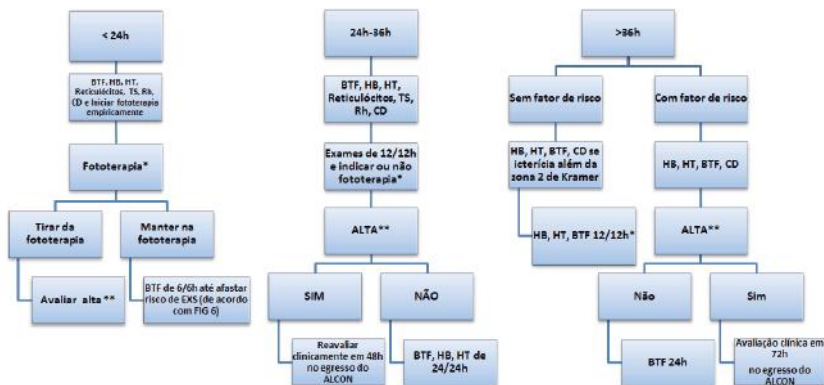 < 24h
BTF, HB, HT,
Reticulócitos, TS, Rh,
CD e Iniciar fototerapia
empiricamente
Fototerapia*
Tirar da
fototerapia
Manter na
fototerapia
Avaliar alta **
BTF de 6/6h até afastar
risco de EXS (de acordo
com FIG 6)
24h-36h
BTF, HB, HT,
Reticulócitos, TS,
Rh, CD
Exames de 12/12h
e indicar ou não
fototerapia*
ALTA**
SIM
NÃO
Reavaliar
clinicamente em 48h
no egresso do
ALCON
BTF, HB, HT de
24/24h
>36h
Sem fator de risco
Com fator de risco
HB, HT, BTF, CD se
icterícia além da
zona 2 de Kramer
HB, HT, BTF, CD
HB, HT, BTF 12/12h*
ALTA**
Não
Sim
BTF 24h
Avaliação clínica em
72h
no egresso do
ALCON